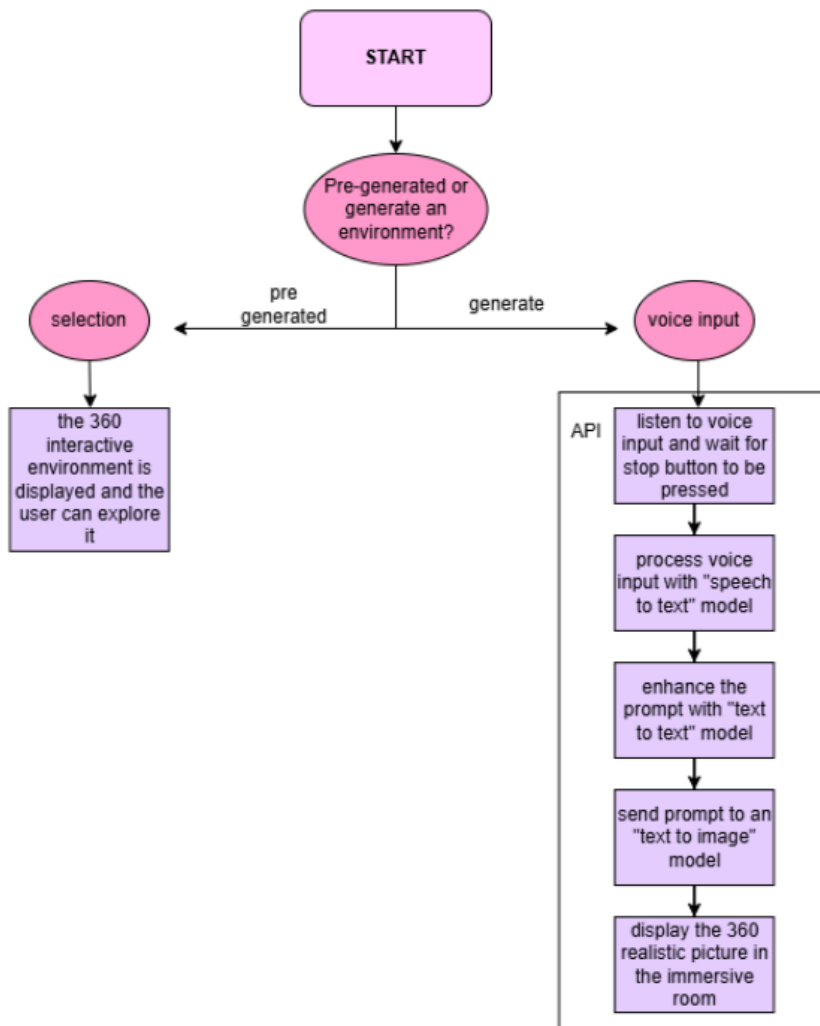 START
Pre-generated or
generate an
environment?
pre
generated
generate
selection
voice input
the 360
interactive
environment is
displayed and the
user can explore
it
API
listen to voice
input and wait for
stop button to be
pressed
process voice
input with "speech
to text" model
enhance the
prompt with "text
to text" model
send prompt to an
"text to image"
model
display the 360
realistic picture in
the immersive
room